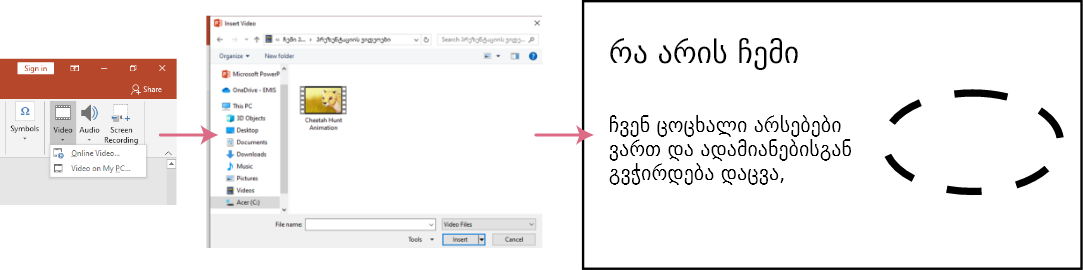 Sign in
Share
Symbols
Video
Audio
Screen
Recording
Online Video...
Video on My PC...
Insert Video
« ჩემი პ... › პრეზენტაციის ვიდეოები
Search პრეზენტაციის ვიდეო...
Organize
New folder
Microsoft PowerP
OneDrive - EMIS
This PC
3D Objects
Desktop
Documents
Downloads
Music
Pictures
Videos
Acer (C:)
Cheetah Hunt
Animation
File name:
Video Files
Tools
Insert
Cancel
რა არის ჩემი
ჩვენ ცოცხალი არსებები
ვართ და ადამიანებისგან
გვჭირდება დაცვა,